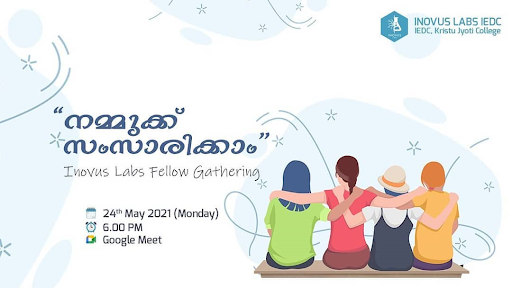 INOVUS LABS IEDC
IEDC, Kristu Jyoti College
“നമ്മുക്ക്
സംസാരിക്കാം”
Inovus Labs Fellow Gathering
24th May 2021 (Monday)
6.00 PM
Google Meet